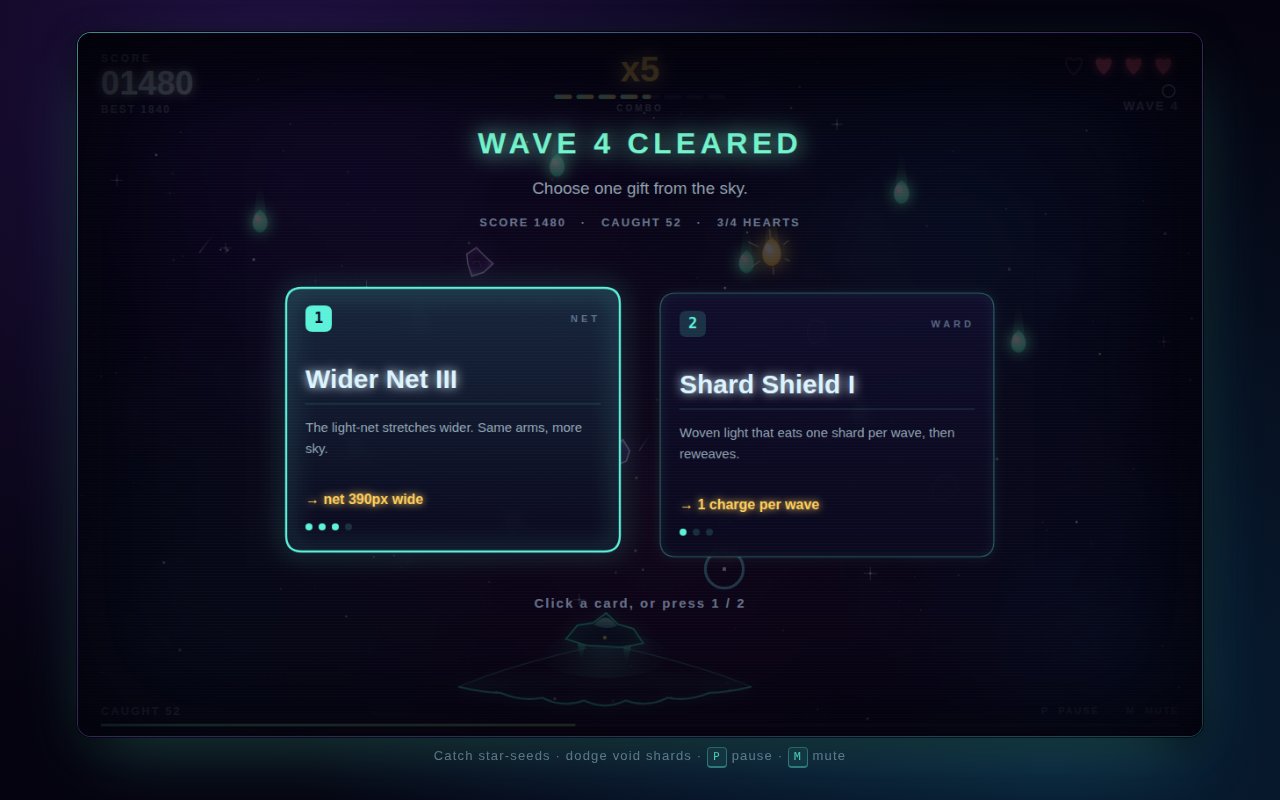 SCORE
01480
BEST 1840
x5
COMBO
WAVE 4
WAVE 4 CLEARED
Choose one gift from the sky.
SCORE 1480 · CAUGHT 52 · 3/4 HEARTS
1 NET
Wider Net III
The light-net stretches wider. Same arms, more
sky.
→ net 390px wide
2 WARD
Shard Shield I
Woven light that eats one shard per wave, then
reweaves.
→ 1 charge per wave
Click a card, or press 1 / 2
CAUGHT 52
P PAUSE M MUTE
Catch star-seeds · dodge void shards · P pause · M mute